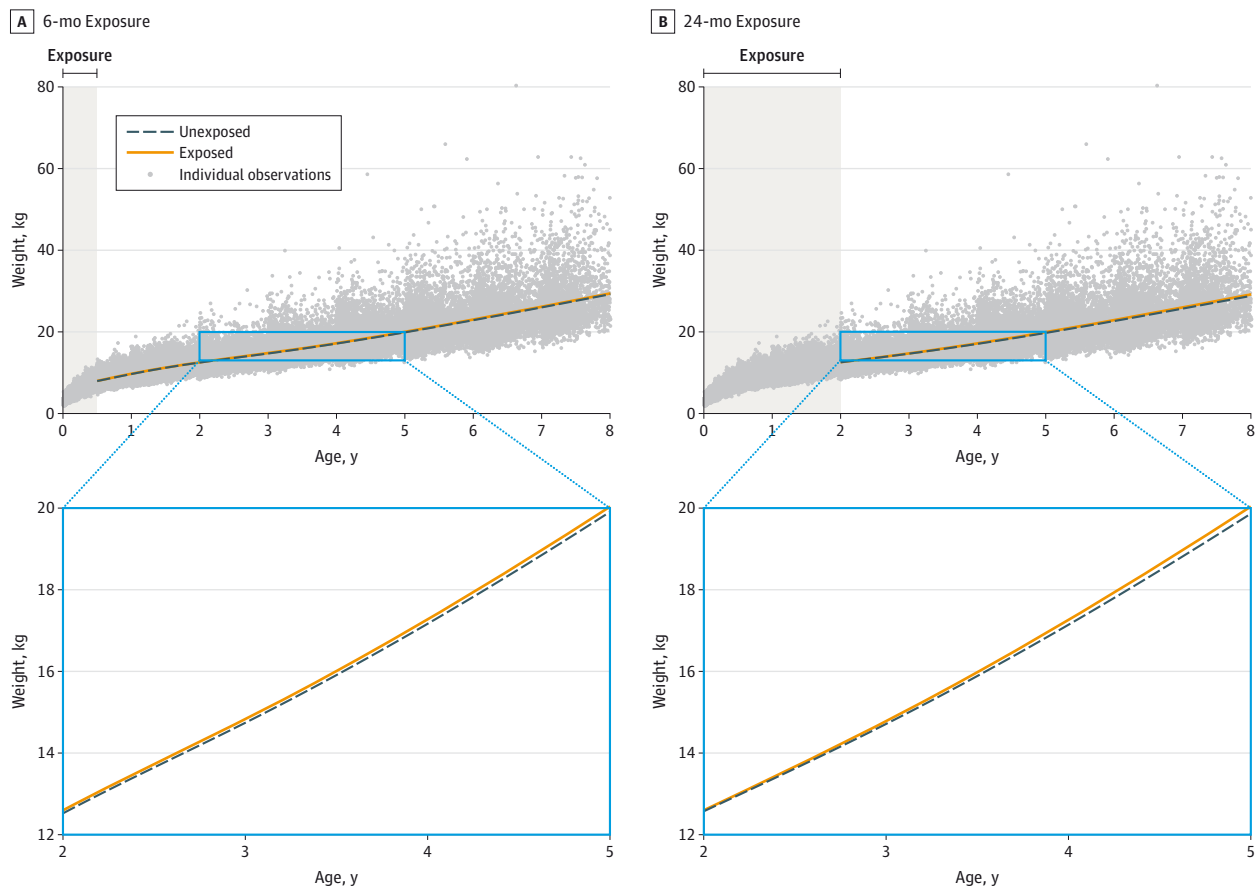 A 6-mo Exposure
Exposure
80
60
40
20
0
Weight, kg
Unexposed
Exposed
Individual observations
0 1 2 3 4 5 6 7 8
Age, y
20
18
16
14
12
Weight, kg
2 3 4 5
Age, y
B 24-mo Exposure
Exposure
80
60
40
20
0
Weight, kg
0 1 2 3 4 5 6 7 8
Age, y
20
18
16
14
12
Weight, kg
2 3 4 5
Age, y